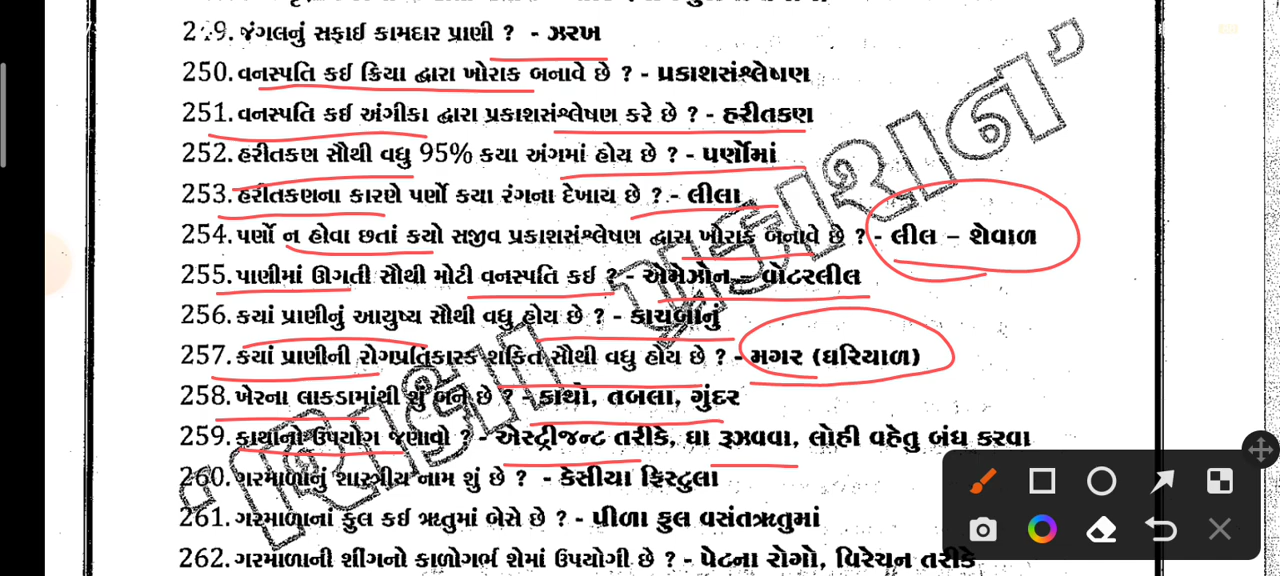 249. જંગલનું સફાઈ કામદાર પ્રાણી ? - ઝરખ
250. વનસ્પતિ કઈ ક્રિયા દ્વારા ખોરાક બનાવે છે ? - પ્રકાશસંશ્લેષણ
251. વનસ્પતિ કઈ અંગીકા દ્વારા પ્રકાશસંશ્લેષણ કરે છે ? - હરીતકણ
252. હરીતકણ સૌથી વધુ 95% કયા અંગમાં હોય છે ? - પર્ણોમાં
253. હરીતકણના કારણે પર્ણો કયા રંગના દેખાય છે ? - લીલા
254. પર્ણો ન હોવા છતાં કયો સજીવ પ્રકાશસંશ્લેષણ દ્વારા ખોરાક બનાવે છે ? - લીલ – શેવાળ
255. પાણીમાં ઊગતી સૌથી મોટી વનસ્પતિ કઈ ? - એમેઝોન – વોટરલીલ
256. કયાં પ્રાણીનું આયુષ્ય સૌથી વધુ હોય છે ? - કાચબાનું
257. કયાં પ્રાણીની રોગપ્રતિકારક શકિત સૌથી વધુ હોય છે ? - મગર (ઘરિયાળ)
258. ખેરના લાકડામાંથી શું બને છે ? - કાથો, તબલા, ગુંદર
259. કાથાનો ઉપયોગ જણાવો ? - એસ્ટ્રીજન્ટ તરીકે, ઘા રૂઝવવા, લોહી વહેતુ બંધ કરવા
260. ગરમાળાનું શાસ્ત્રીય નામ શું છે ? - કેસીયા ફિસ્ટુલા
261. ગરમાળાનાં ફુલ કઈ ઋતુમાં બેસે છે ? - પીળા ફુલ વસંતઋતુમાં
262. ગરમાળાની શીગનો કાળોગર્ભ શેમાં ઉપયોગી છે ? - પેટના રોગો, વિરેચન તરીકે